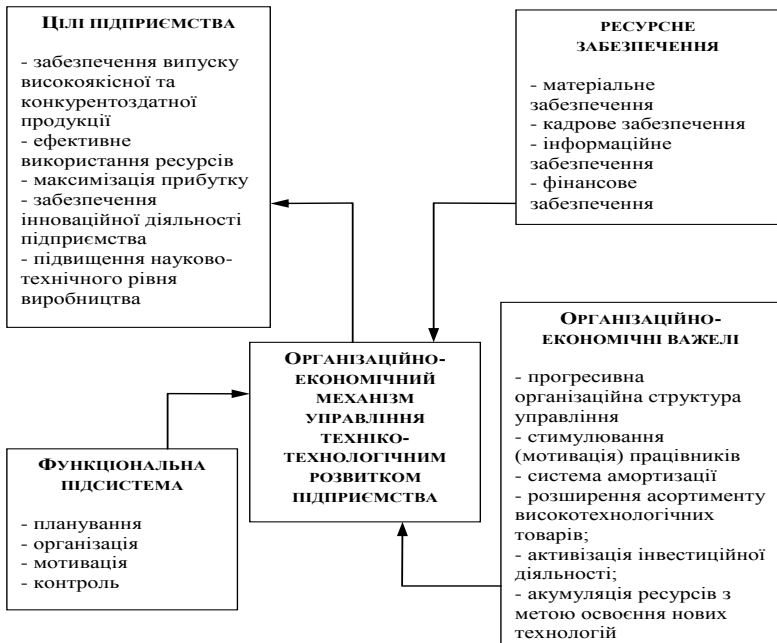 ЦІЛІ ПІДПРИЄМСТВА
- забезпечення випуску
високоякісної та
конкурентоздатної
продукції
- ефективне
використання ресурсів
- максимізація прибутку
- забезпечення
інноваційної діяльності
підприємства
- підвищення науково-
технічного рівня
виробництва
РЕСУРСНЕ
ЗАБЕЗПЕЧЕННЯ
- матеріальне
забезпечення
- кадрове забезпечення
- інформаційне
забезпечення
- фінансове
забезпечення
ОРГАНІЗАЦІЙНО-
ЕКОНОМІЧНИЙ
МЕХАНІЗМ
УПРАВЛІННЯ
ТЕХНІКО-
ТЕХНОЛОГІЧНИМ
РОЗВИТКОМ
ПІДПРИЄМСТВА
ФУНКЦІОНАЛЬНА
ПІДСИСТЕМА
- планування
- організація
- мотивація
- контроль
ОРГАНІЗАЦІЙНО-
ЕКОНОМІЧНІ ВАЖЕЛІ
- прогресивна
організаційна структура
управління
- стимулювання
(мотивація) працівників
- система амортизації
- розширення асортименту
високотехнологічних
товарів;
- активізація інвестиційної
діяльності;
- акумуляція ресурсів з
метою освоєння нових
технологій